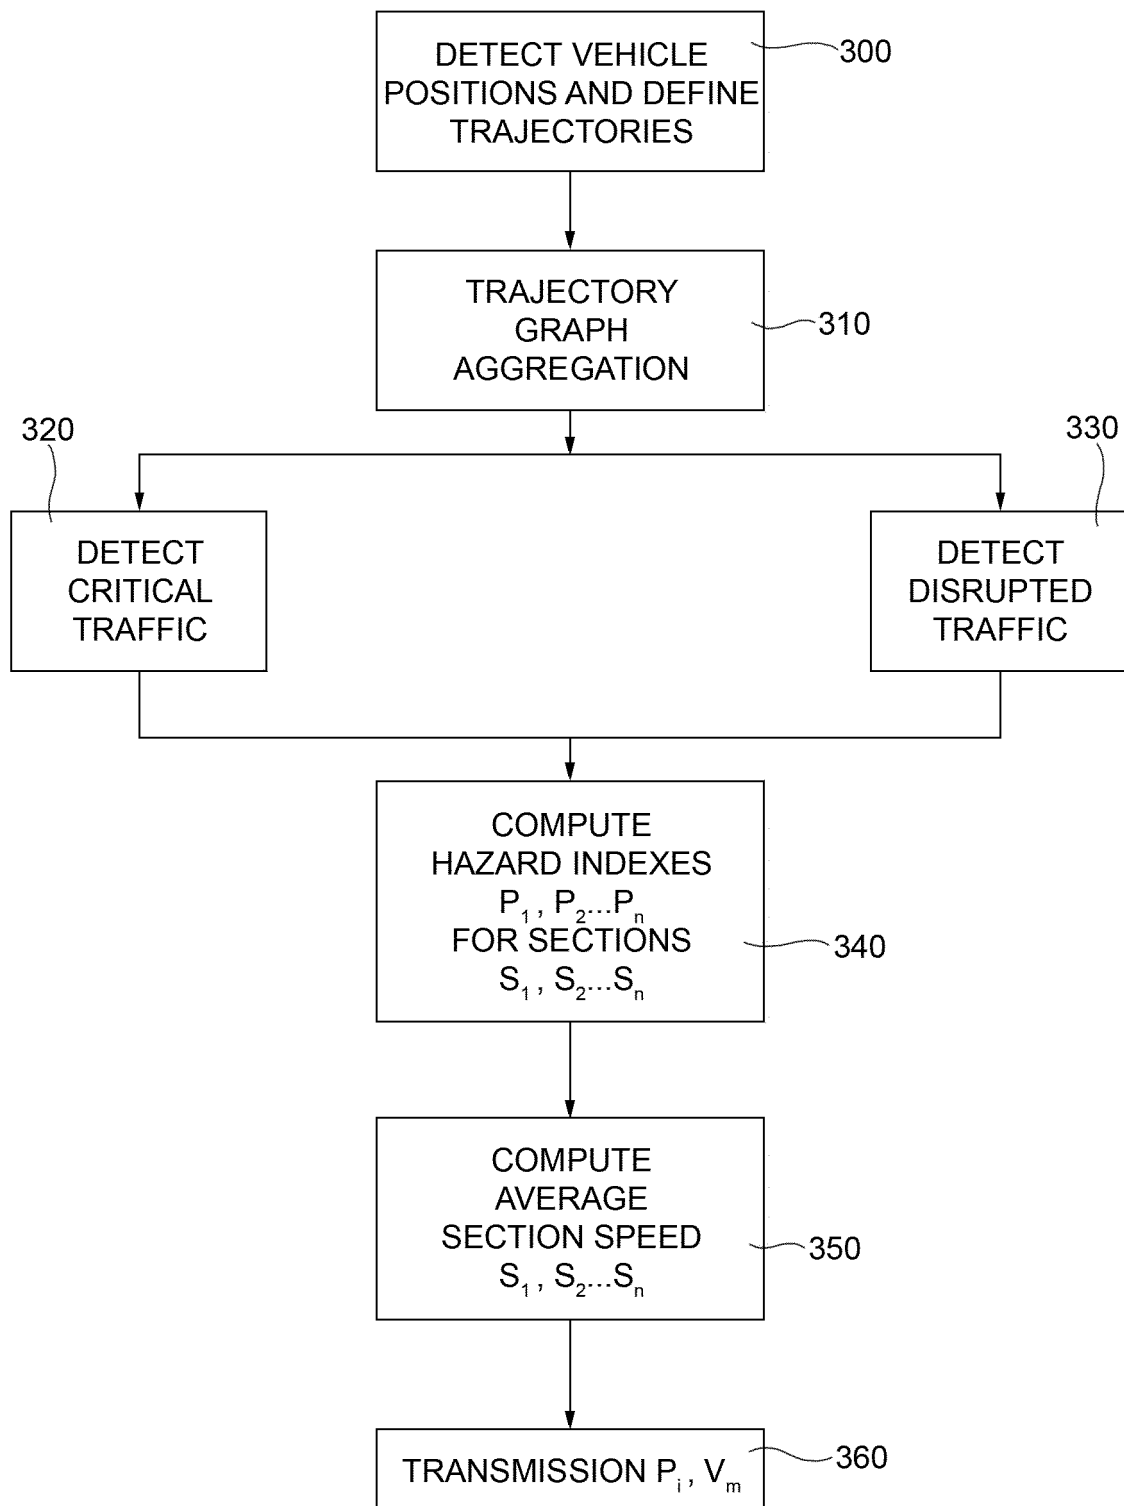 DETECT VEHICLE
POSITIONS AND DEFINE
TRAJECTORIES
300
TRAJECTORY
GRAPH
AGGREGATION
310
320
330
DETECT
CRITICAL
TRAFFIC
DETECT
DISRUPTED
TRAFFIC
COMPUTE
HAZARD INDEXES
P₁, P₂...Pₙ
FOR SECTIONS
S₁, S₂...Sₙ
340
COMPUTE
AVERAGE
SECTION SPEED
S₁, S₂...Sₙ
350
TRANSMISSION Pᵢ, Vₘ
360